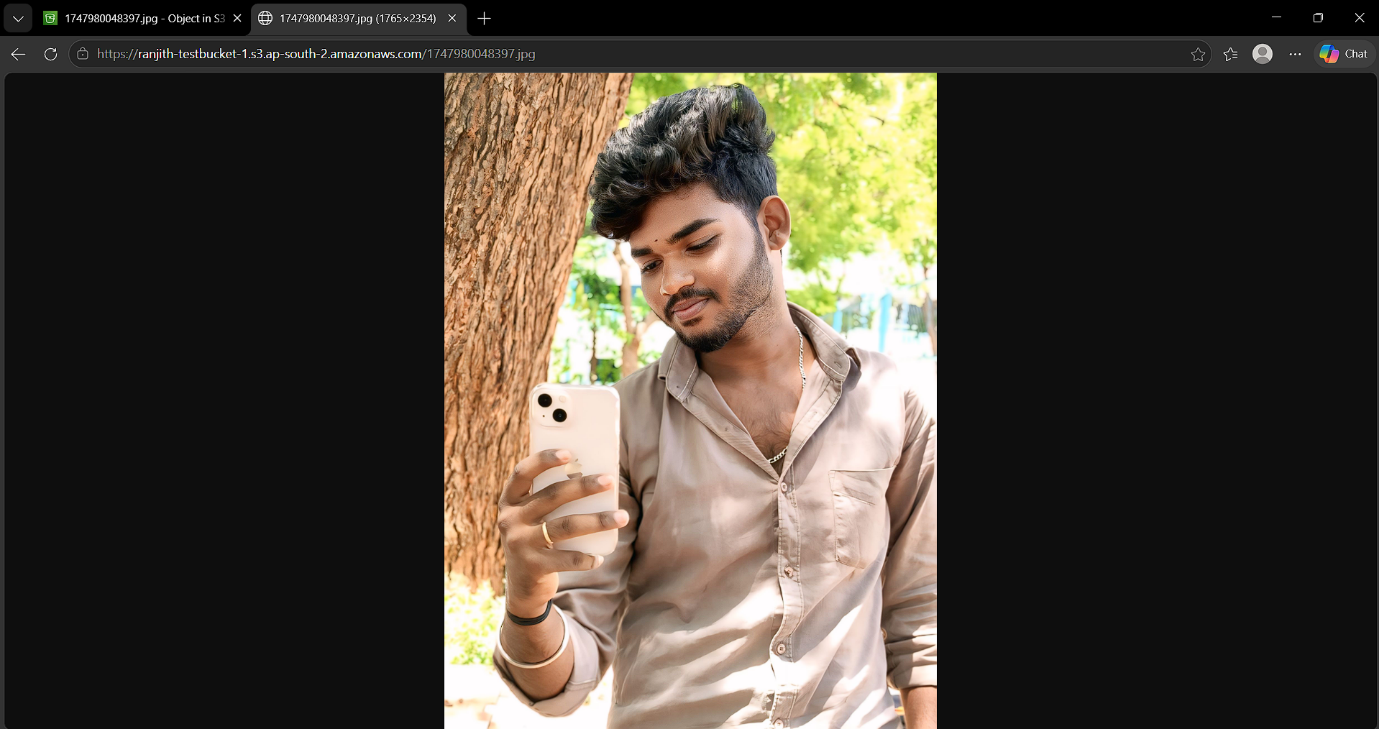 1747980048397.jpg - Object in S3
1747980048397.jpg (1765×2354)
https://ranjith-testbucket-1.s3.ap-south-2.amazonaws.com/1747980048397.jpg
Chat